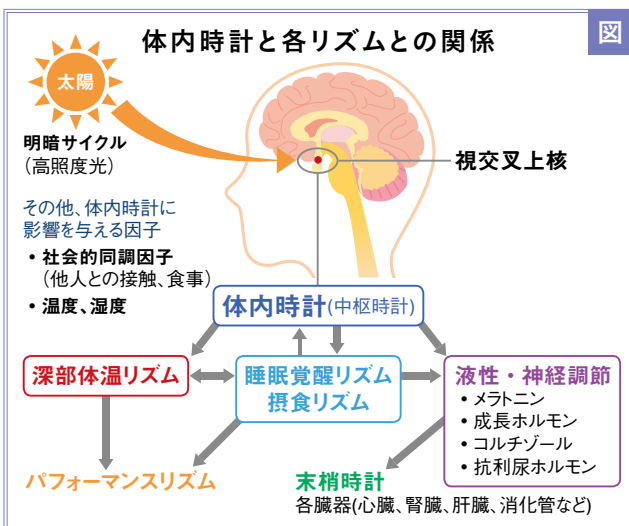 図
体内時計と各リズムとの関係
太陽
明暗サイクル
(高照度光)
視交叉上核
その他、体内時計に
影響を与える因子
・社会的同調因子
(他人との接触、食事)
・温度、湿度
体内時計(中枢時計)
深部体温リズム
睡眠覚醒リズム
摂食リズム
液性・神経調節
・メラトニン
・成長ホルモン
・コルチゾール
・抗利尿ホルモン
パフォーマンスリズム
末梢時計
各臓器(心臓、腎臓、肝臓、消化管など)